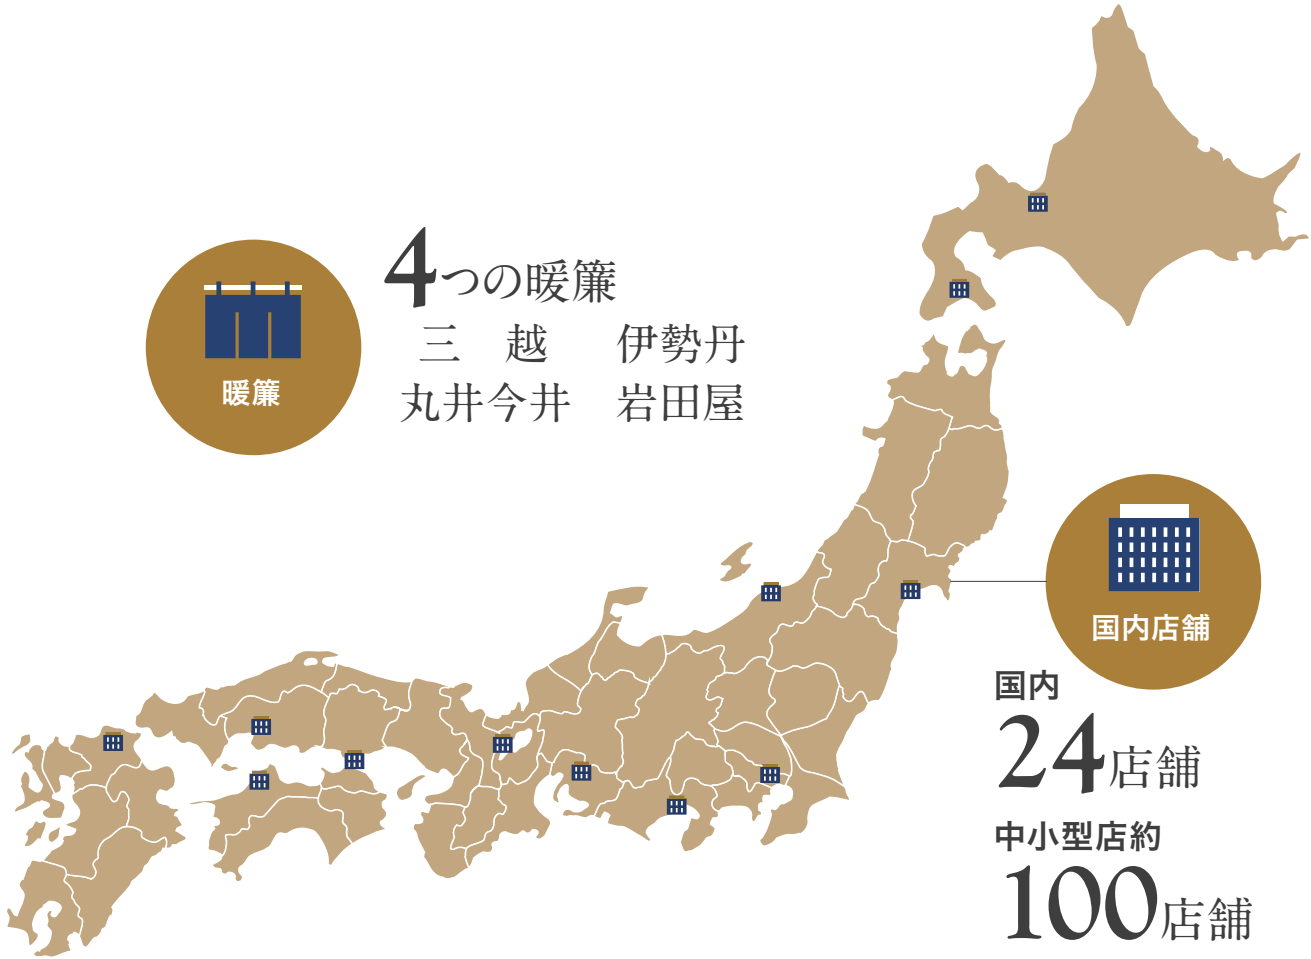 4つの暖簾
三 越 伊勢丹
丸井今井 岩田屋
暖簾
国内店舗
国内
24店舗
中小型店約
100店舗